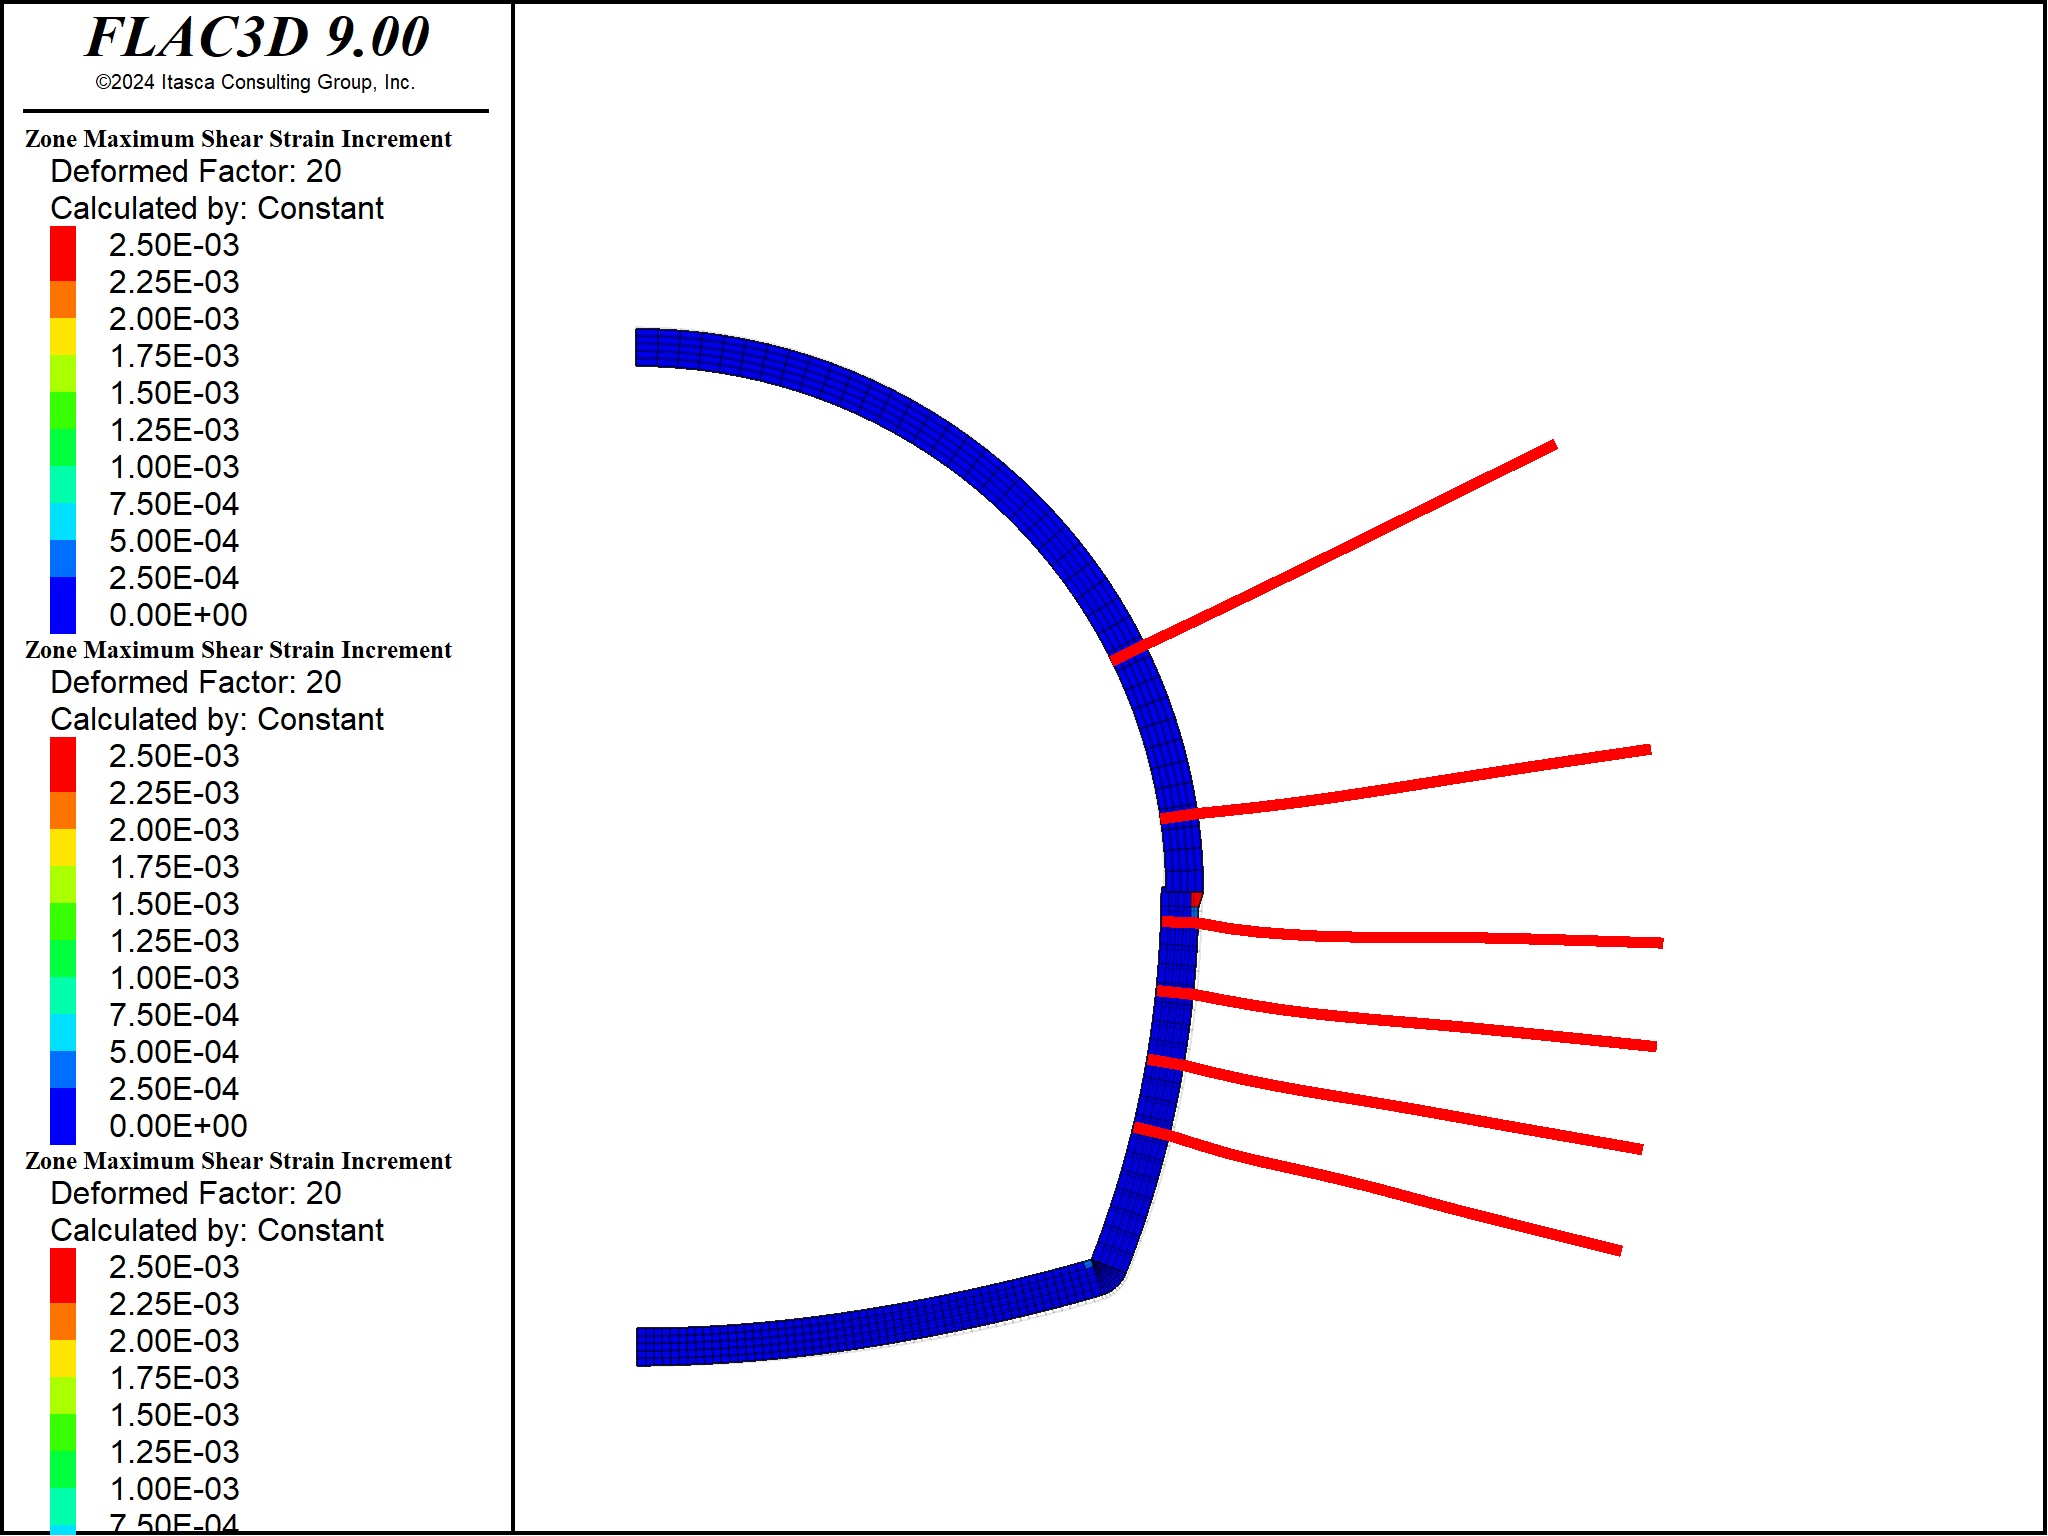 FLAC3D 9.00
©2024 Itasca Consulting Group, Inc.
Zone Maximum Shear Strain Increment
Deformed Factor: 20
Calculated by: Constant
2.50E-03
2.25E-03
2.00E-03
1.75E-03
1.50E-03
1.25E-03
1.00E-03
7.50E-04
5.00E-04
2.50E-04
0.00E+00
Zone Maximum Shear Strain Increment
Deformed Factor: 20
Calculated by: Constant
2.50E-03
2.25E-03
2.00E-03
1.75E-03
1.50E-03
1.25E-03
1.00E-03
7.50E-04
5.00E-04
2.50E-04
0.00E+00
Zone Maximum Shear Strain Increment
Deformed Factor: 20
Calculated by: Constant
2.50E-03
2.25E-03
2.00E-03
1.75E-03
1.50E-03
1.25E-03
1.00E-03
7.50E-04